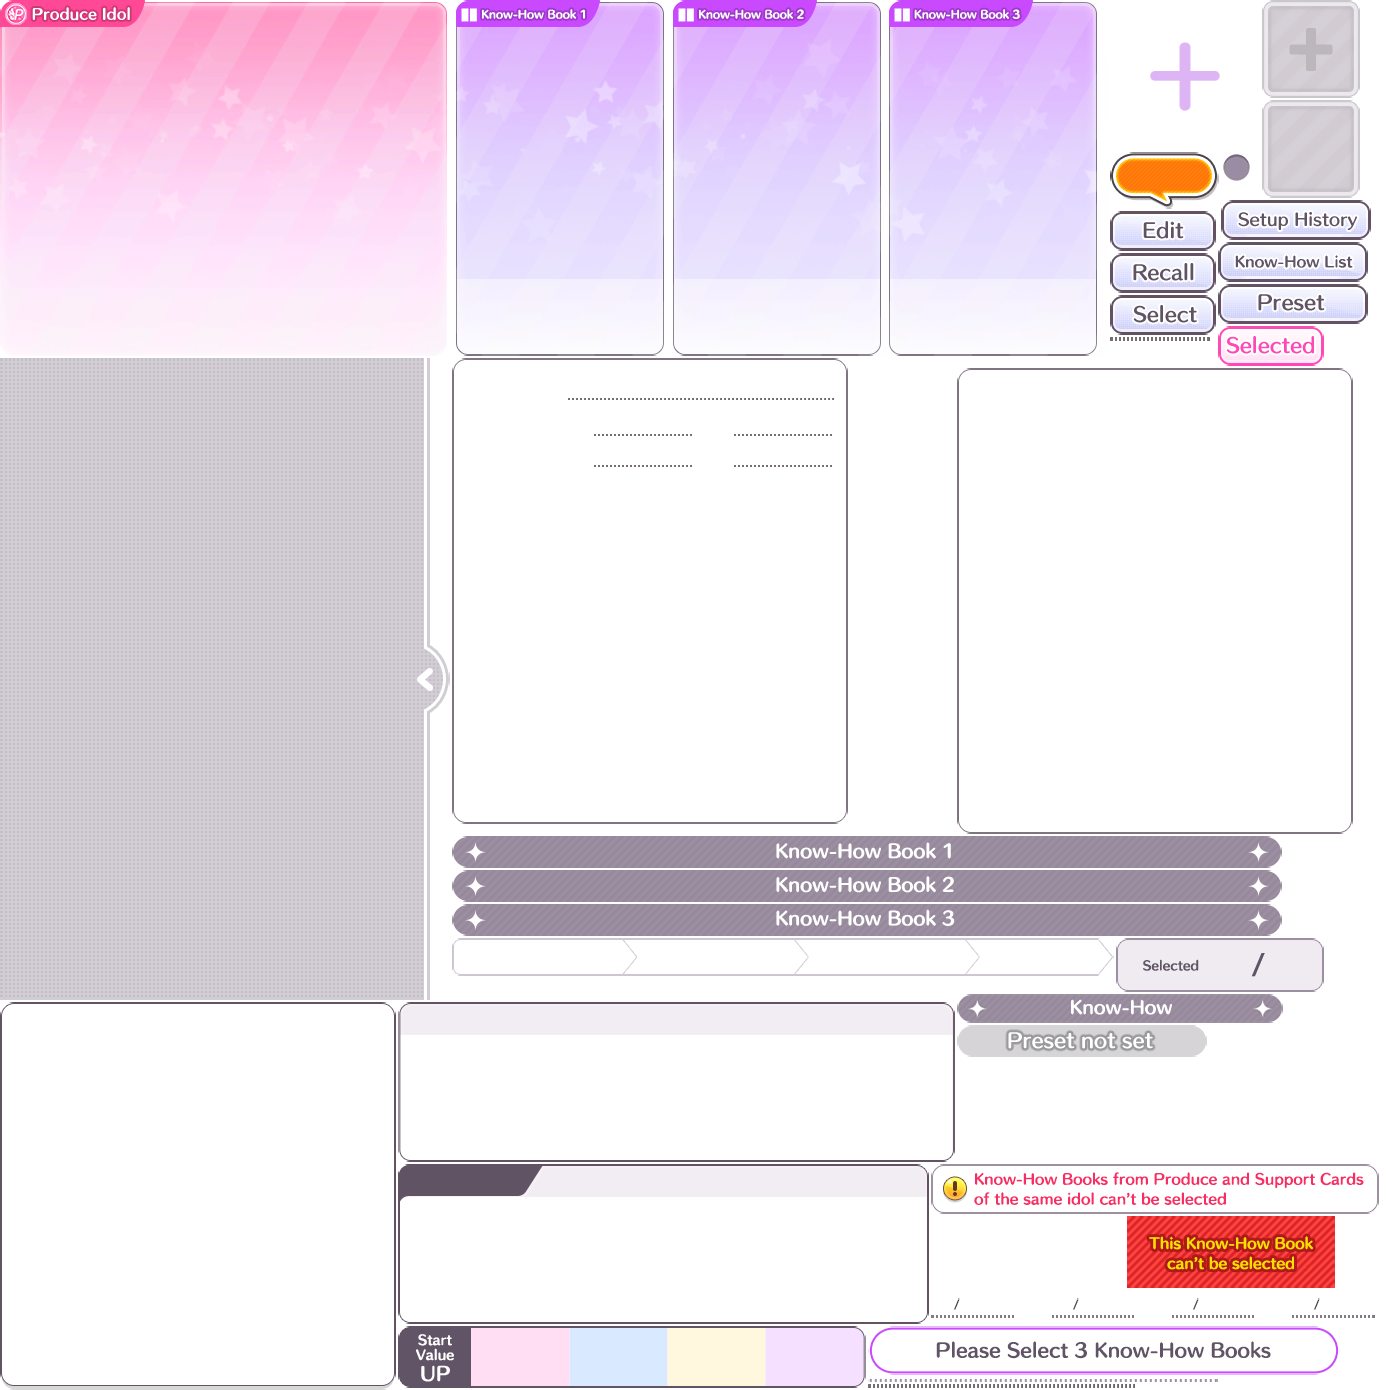 Produce Idol
Know-How Book 1
Know-How Book 2
Know-How Book 3
Edit
Setup History
Recall
Know-How List
Select
Preset
Selected
Know-How Book 1
Know-How Book 2
Know-How Book 3
Selected /
Know-How
Preset not set
Know-How Books from Produce and Support Cards
of the same idol can't be selected
This Know-How Book
can't be selected
/ / / /
Start
Value
UP
Please Select 3 Know-How Books